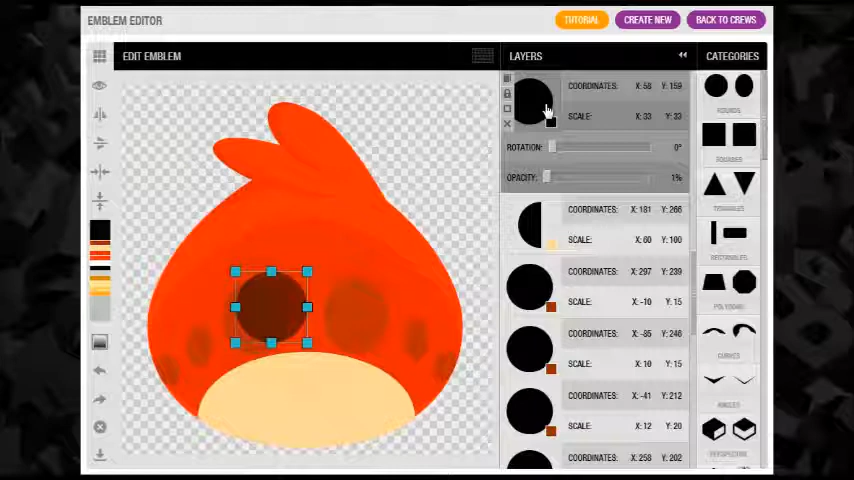 EMBLEM EDITOR
TUTORIAL
CREATE NEW
BACK TO CREWS
EDIT EMBLEM
LAYERS
CATEGORIES
COORDINATES: X: 58 Y: 159
SCALE: X: 33 Y: 33
ROTATION: 0°
OPACITY: 1%
COORDINATES: X: 181 Y: 266
SCALE: X: 60 Y: 100
COORDINATES: X: 297 Y: 239
SCALE: X: -10 Y: 15
COORDINATES: X: -85 Y: 246
SCALE: X: 10 Y: 15
COORDINATES: X: -41 Y: 212
SCALE: X: 12 Y: 20
COORDINATES: X: 258 Y: 202
ROUNDS
SQUARES
TRIANGLES
RECTANGLES
POLYGONS
CURVES
ANGLES
PERSPECTIVE